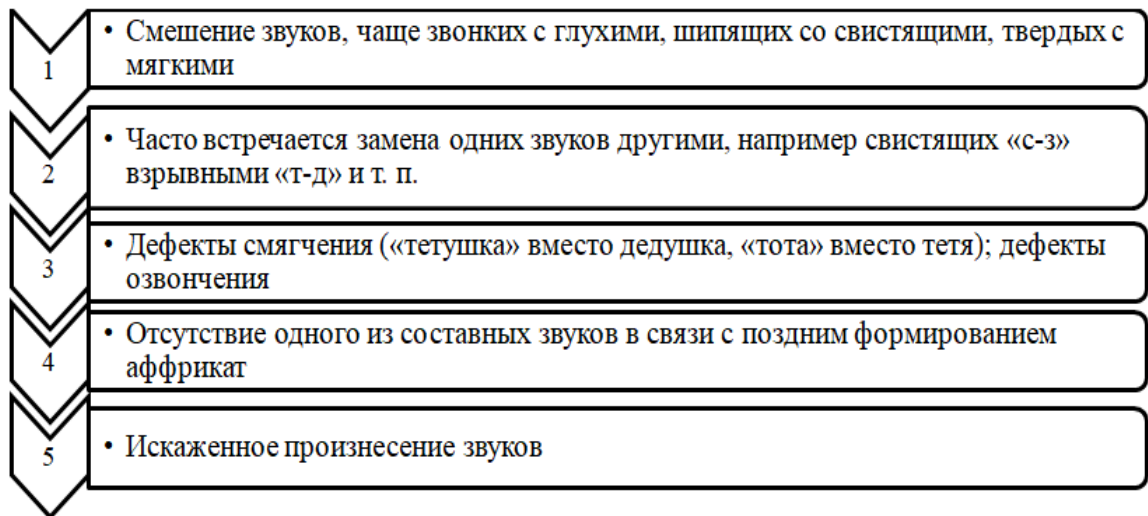 1
• Смешение звуков, чаще звонких с глухими, шипящих со свистящими, твердых с
мягкими
2
• Часто встречается замена одних звуков другими, например свистящих «с-з»
взрывными «т-д» и т. п.
3
• Дефекты смягчения («тетушка» вместо дедушка, «тота» вместо тетя); дефекты
озвончения
4
• Отсутствие одного из составных звуков в связи с поздним формированием
аффрикат
5
• Искаженное произнесение звуков